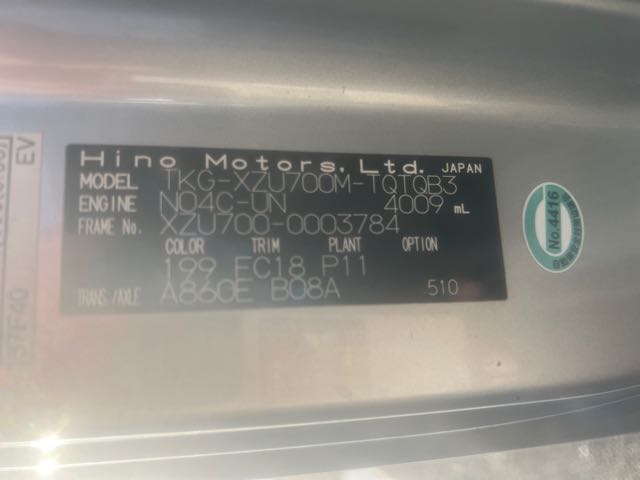 Hino Motors,Ltd. JAPAN
MODEL TKG-XZU700M-TQTQB3
ENGINE N04C-UN 4009 mL
FRAME No. XZU700-0003784
COLOR TRIM PLANT OPTION
199 EC18 P11
TRANS./AXLE A860E B08A 510
No.4416
EV